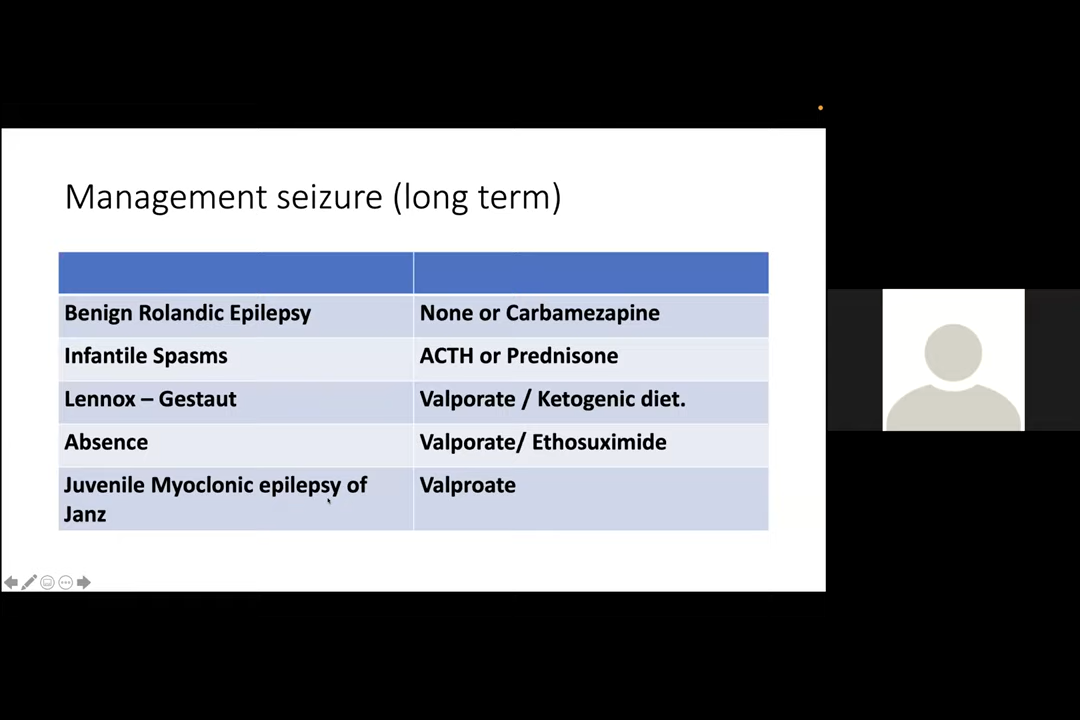 Management seizure (long term)
Benign Rolandic Epilepsy None or Carbamezapine
Infantile Spasms ACTH or Prednisone
Lennox – Gestaut Valporate / Ketogenic diet.
Absence Valporate/ Ethosuximide
Juvenile Myoclonic epilepsy of Valproate
Janz